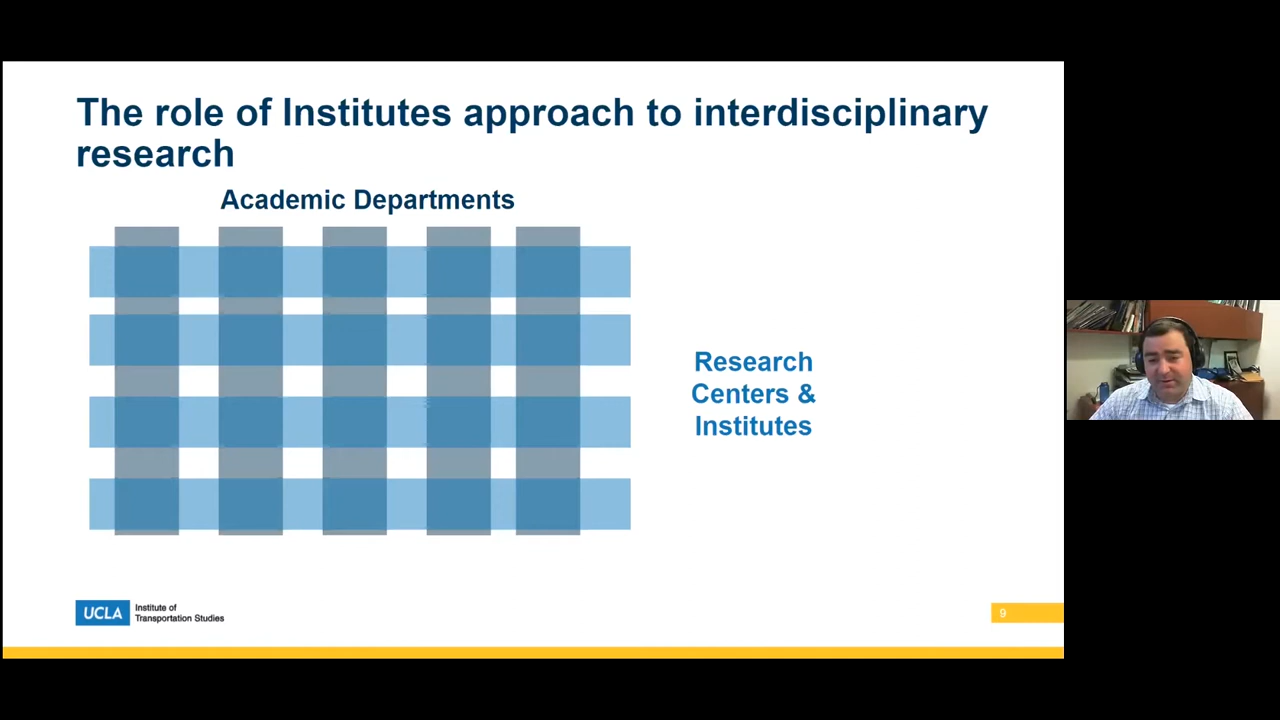 The role of Institutes approach to interdisciplinary
research
Academic Departments
Research
Centers &
Institutes
UCLA
Institute of
Transportation Studies
9